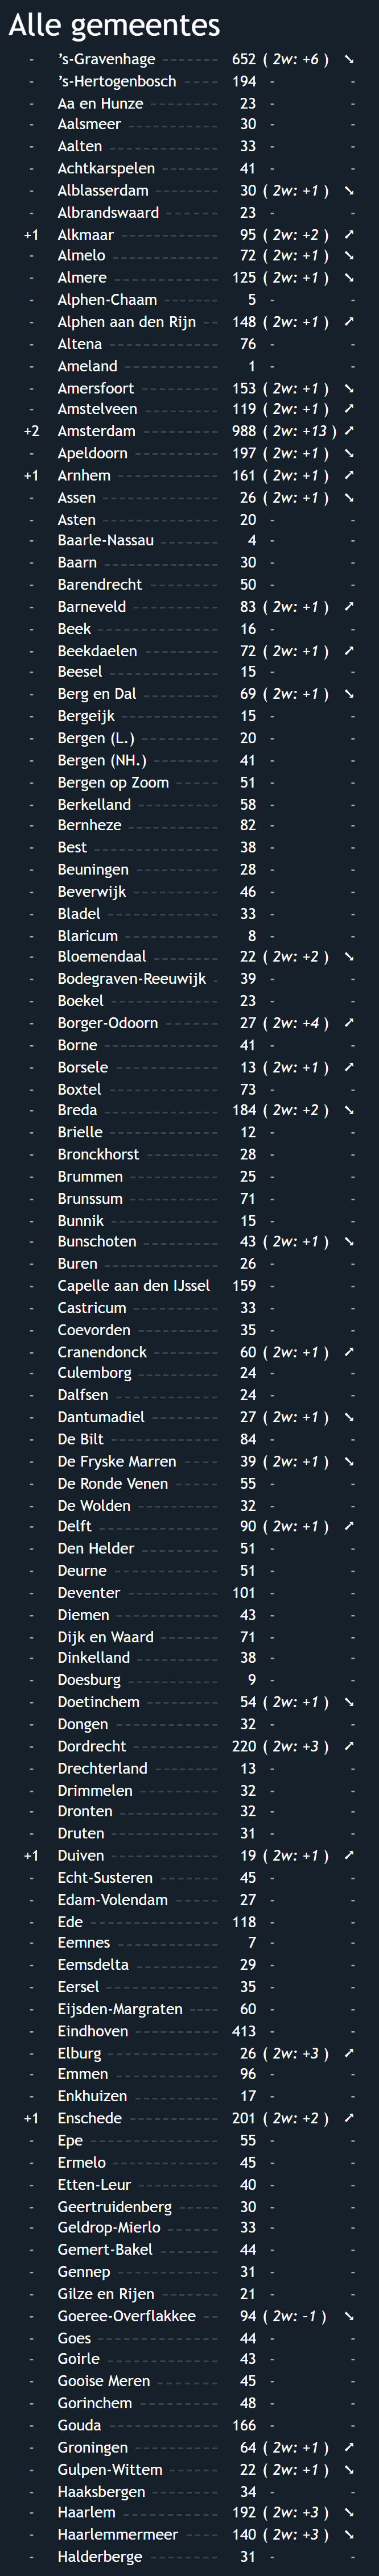 Alle gemeentes
- ’s-Gravenhage 652 ( 2w: +6 ) ➘
- ’s-Hertogenbosch 194 - -
- Aa en Hunze 23 - -
- Aalsmeer 30 - -
- Aalten 33 - -
- Achtkarspelen 41 - -
- Alblasserdam 30 ( 2w: +1 ) ➘
- Albrandswaard 23 - -
+1 Alkmaar 95 ( 2w: +2 ) ➚
- Almelo 72 ( 2w: +1 ) ➘
- Almere 125 ( 2w: +1 ) ➘
- Alphen-Chaam 5 - -
- Alphen aan den Rijn 148 ( 2w: +1 ) ➚
- Altena 76 - -
- Ameland 1 - -
- Amersfoort 153 ( 2w: +1 ) ➘
- Amstelveen 119 ( 2w: +1 ) ➚
+2 Amsterdam 988 ( 2w: +13 ) ➚
- Apeldoorn 197 ( 2w: +1 ) ➘
+1 Arnhem 161 ( 2w: +1 ) ➚
- Assen 26 ( 2w: +1 ) ➘
- Asten 20 - -
- Baarle-Nassau 4 - -
- Baarn 30 - -
- Barendrecht 50 - -
- Barneveld 83 ( 2w: +1 ) ➚
- Beek 16 - -
- Beekdaelen 72 ( 2w: +1 ) ➚
- Beesel 15 - -
- Berg en Dal 69 ( 2w: +1 ) ➘
- Bergeijk 15 - -
- Bergen (L.) 20 - -
- Bergen (NH.) 41 - -
- Bergen op Zoom 51 - -
- Berkelland 58 - -
- Bernheze 82 - -
- Best 38 - -
- Beuningen 28 - -
- Beverwijk 46 - -
- Bladel 33 - -
- Blaricum 8 - -
- Bloemendaal 22 ( 2w: +2 ) ➘
- Bodegraven-Reeuwijk 39 - -
- Boekel 23 - -
- Borger-Odoorn 27 ( 2w: +4 ) ➚
- Borne 41 - -
- Borsele 13 ( 2w: +1 ) ➚
- Boxtel 73 - -
- Breda 184 ( 2w: +2 ) ➘
- Brielle 12 - -
- Bronckhorst 28 - -
- Brummen 25 - -
- Brunssum 71 - -
- Bunnik 15 - -
- Bunschoten 43 ( 2w: +1 ) ➘
- Buren 26 - -
- Capelle aan den IJssel 159 - -
- Castricum 33 - -
- Coevorden 35 - -
- Cranendonck 60 ( 2w: +1 ) ➚
- Culemborg 24 - -
- Dalfsen 24 - -
- Dantumadiel 27 ( 2w: +1 ) ➘
- De Bilt 84 - -
- De Fryske Marren 39 ( 2w: +1 ) ➘
- De Ronde Venen 55 - -
- De Wolden 32 - -
- Delft 90 ( 2w: +1 ) ➚
- Den Helder 51 - -
- Deurne 51 - -
- Deventer 101 - -
- Diemen 43 - -
- Dijk en Waard 71 - -
- Dinkelland 38 - -
- Doesburg 9 - -
- Doetinchem 54 ( 2w: +1 ) ➘
- Dongen 32 - -
- Dordrecht 220 ( 2w: +3 ) ➚
- Drechterland 13 - -
- Drimmelen 32 - -
- Dronten 32 - -
- Druten 31 - -
+1 Duiven 19 ( 2w: +1 ) ➚
- Echt-Susteren 45 - -
- Edam-Volendam 27 - -
- Ede 118 - -
- Eemnes 7 - -
- Eemsdelta 29 - -
- Eersel 35 - -
- Eijsden-Margraten 60 - -
- Eindhoven 413 - -
- Elburg 26 ( 2w: +3 ) ➚
- Emmen 96 - -
- Enkhuizen 17 - -
+1 Enschede 201 ( 2w: +2 ) ➚
- Epe 55 - -
- Ermelo 45 - -
- Etten-Leur 40 - -
- Geertruidenberg 30 - -
- Geldrop-Mierlo 33 - -
- Gemert-Bakel 44 - -
- Gennep 31 - -
- Gilze en Rijen 21 - -
- Goeree-Overflakkee 94 ( 2w: -1 ) ➘
- Goes 44 - -
- Goirle 43 - -
- Gooise Meren 45 - -
- Gorinchem 48 - -
- Gouda 166 - -
- Groningen 64 ( 2w: +1 ) ➚
- Gulpen-Wittem 22 ( 2w: +1 ) ➘
- Haaksbergen 34 - -
- Haarlem 192 ( 2w: +3 ) ➘
- Haarlemmermeer 140 ( 2w: +3 ) ➘
- Halderberge 31 - -